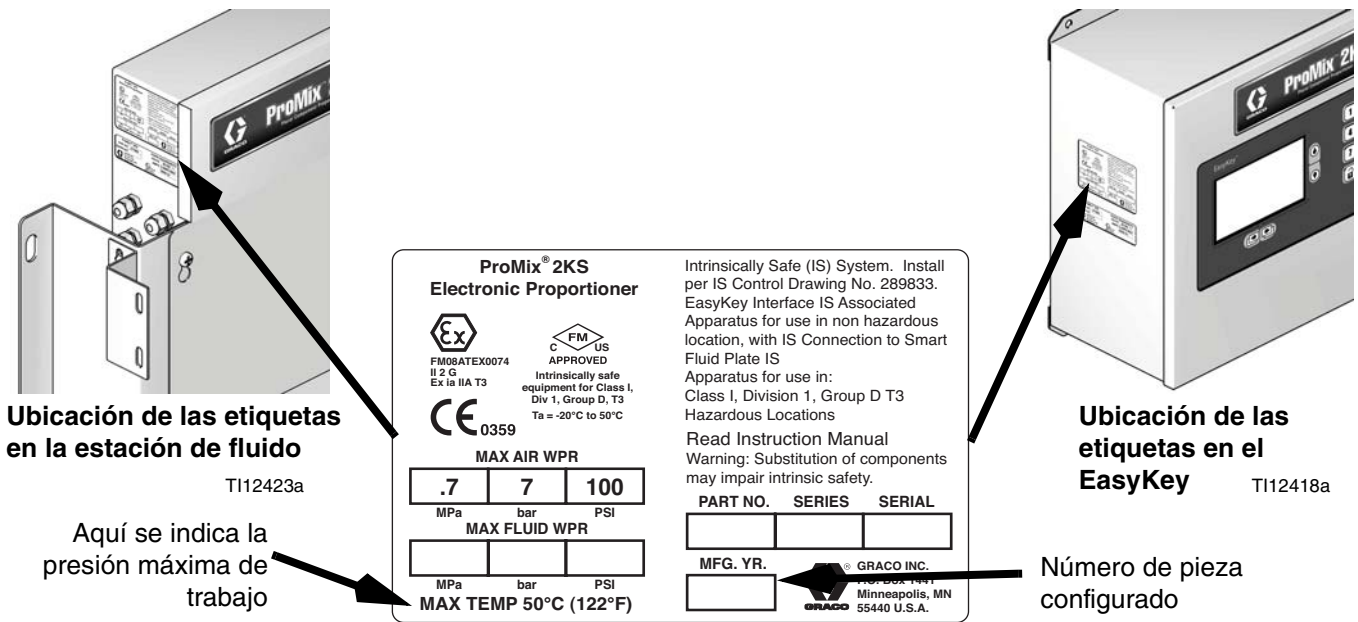 GRACO
ProMix
Ubicación de las etiquetas
en la estación de fluido
TI12423a
Aquí se indica la
presión máxima de
trabajo
ProMix® 2KS
Electronic Proportioner
Ex
FM08ATEX0074
II 2 G
Ex ia IIA T3
CE 0359
C FM US
APPROVED
Intrinsically safe
equipment for Class I,
Div 1, Group D, T3
Ta = -20°C to 50°C
MAX AIR WPR
.7 7 100
MPa bar PSI
MAX FLUID WPR
MPa bar PSI
MAX TEMP 50°C (122°F)
Intrinsically Safe (IS) System. Install
per IS Control Drawing No. 289833.
EasyKey Interface IS Associated
Apparatus for use in non hazardous
location, with IS Connection to Smart
Fluid Plate IS
Apparatus for use in:
Class I, Division 1, Group D T3
Hazardous Locations
Read Instruction Manual
Warning: Substitution of components
may impair intrinsic safety.
PART NO. SERIES SERIAL
MFG. YR.
GRACO
®
GRACO INC.
P.O. Box 1441
Minneapolis, MN
55440 U.S.A.
GRACO
ProMix 2K
EasyKey
Ubicación de las
etiquetas en el
EasyKey
TI12418a
Número de pieza
configurado